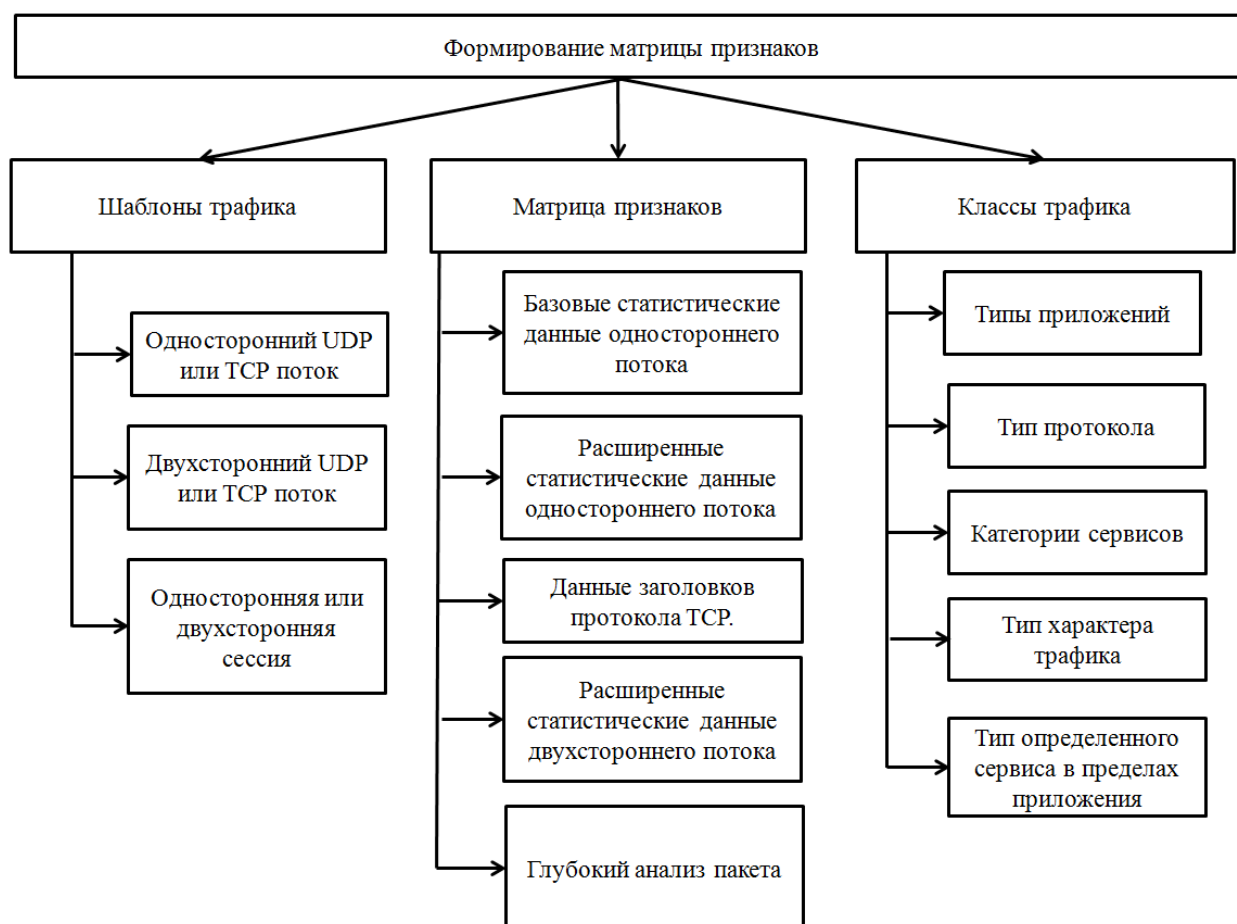 Формирование матрицы признаков
Шаблоны трафика
Матрица признаков
Классы трафика
Односторонний UDP
или TCP поток
Двухсторонний UDP
или TCP поток
Односторонняя или
двухсторонняя
сессия
Базовые статистические
данные одностороннего
потока
Расширенные
статистические данные
одностороннего потока
Данные заголовков
протокола TCP.
Расширенные
статистические данные
двухстороннего потока
Глубокий анализ пакета
Типы приложений
Тип протокола
Категории сервисов
Тип характера
трафика
Тип определенного
сервиса в пределах
приложения